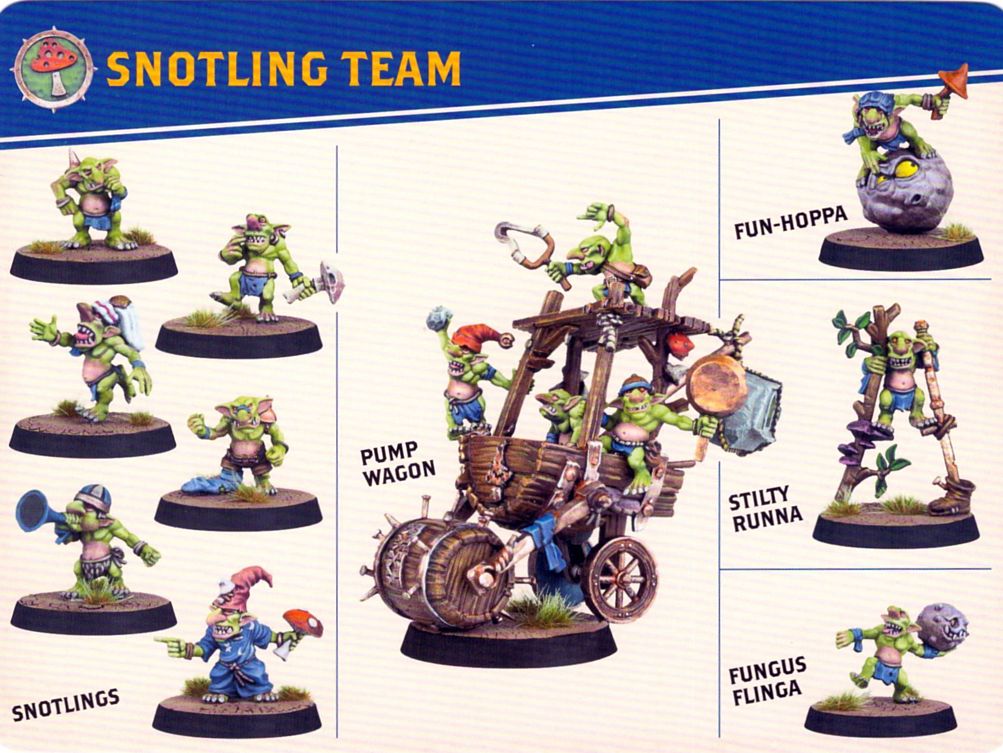 SNOTLING TEAM
FUN-HOPPA
PUMP
WAGON
STILTY
RUNNA
SNOTLINGS
FUNGUS
FLINGA